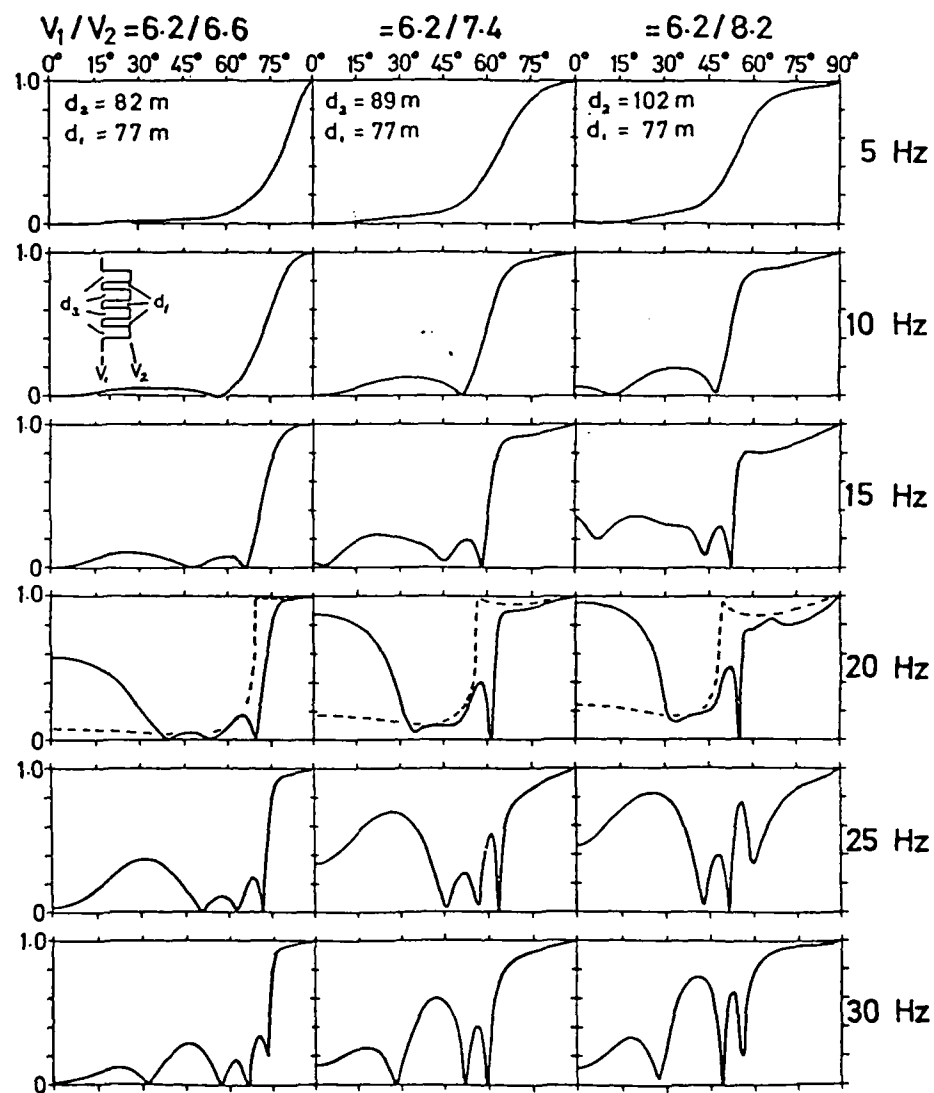 V₁/V₂ = 6·2/6·6 = 6·2/7·4 = 6·2/8·2
0° 15° 30° 45° 60° 75° 0° 15° 30° 45° 60° 75° 0° 15° 30° 45° 60° 75° 90°
1.0
d₂ = 82 m d₂ = 89 m d₂ = 102 m
d₁ = 77 m d₁ = 77 m d₁ = 77 m
5 Hz
0
1.0
d₂ d₁
10 Hz
V₁ V₂
0
1.0
15 Hz
0
1.0
20 Hz
0
1.0
25 Hz
0
1.0
30 Hz
0